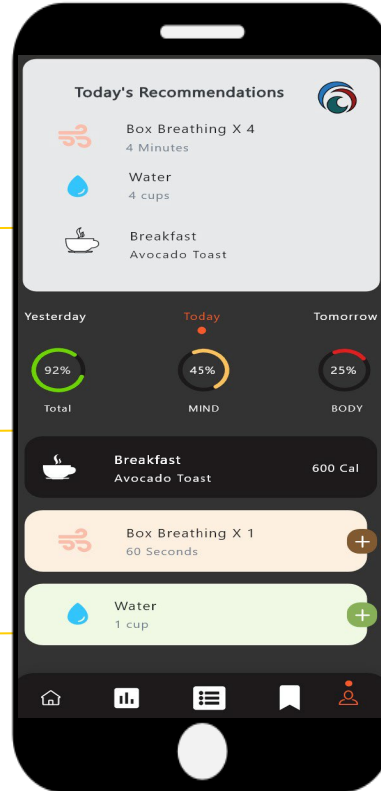 Today's Recommendations
Box Breathing X 4
4 Minutes
Water
4 cups
Breakfast
Avocado Toast
Yesterday Today Tomorrow
92% 45% 25%
Total MIND BODY
Breakfast
Avocado Toast
600 Cal
Box Breathing X 1
60 Seconds
+
Water
1 cup
+